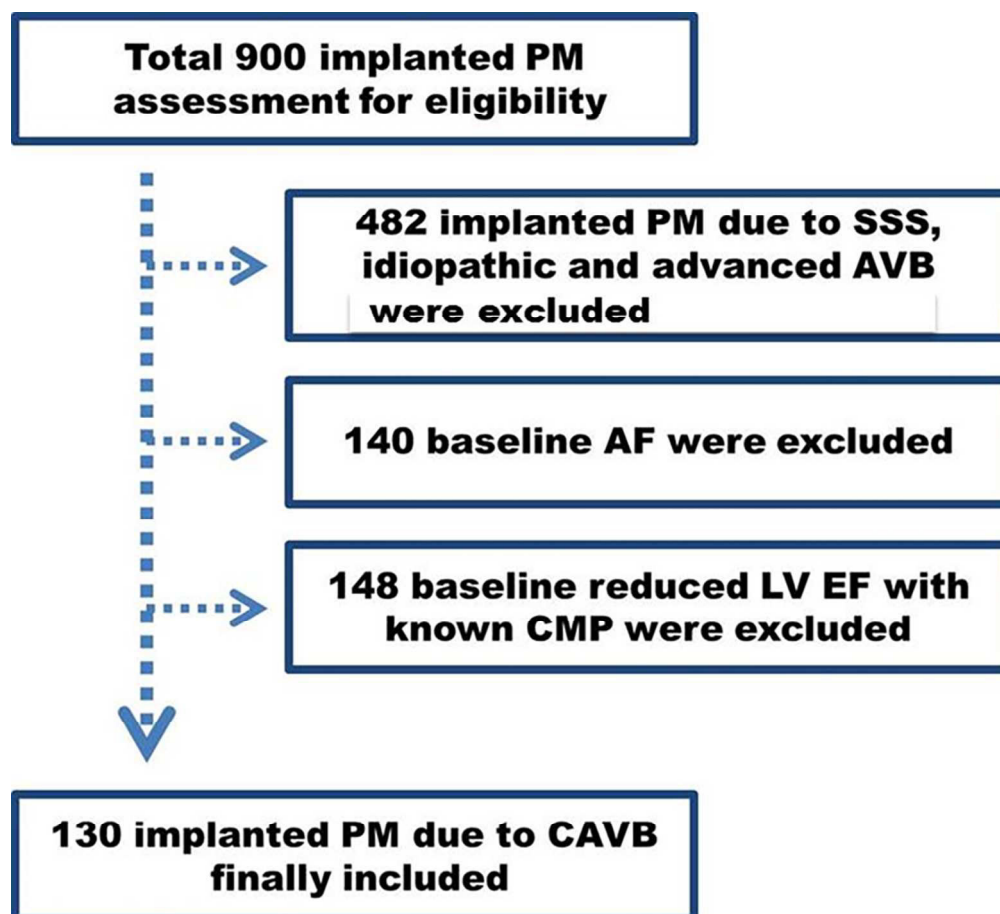 Total 900 implanted PM
assessment for eligibility
482 implanted PM due to SSS,
idiopathic and advanced AVB
were excluded
140 baseline AF were excluded
148 baseline reduced LV EF with
known CMP were excluded
130 implanted PM due to CAVB
finally included